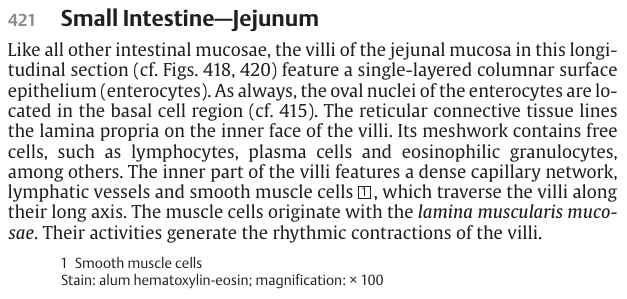 421 Small Intestine—Jejunum
Like all other intestinal mucosae, the villi of the jejunal mucosa in this longi-
tudinal section (cf. Figs. 418, 420) feature a single-layered columnar surface
epithelium (enterocytes). As always, the oval nuclei of the enterocytes are lo-
cated in the basal cell region (cf. 415). The reticular connective tissue lines
the lamina propria on the inner face of the villi. Its meshwork contains free
cells, such as lymphocytes, plasma cells and eosinophilic granulocytes,
among others. The inner part of the villi features a dense capillary network,
lymphatic vessels and smooth muscle cells 1, which traverse the villi along
their long axis. The muscle cells originate with the lamina muscularis muco-
sae. Their activities generate the rhythmic contractions of the villi.
1 Smooth muscle cells
Stain: alum hematoxylin-eosin; magnification: × 100